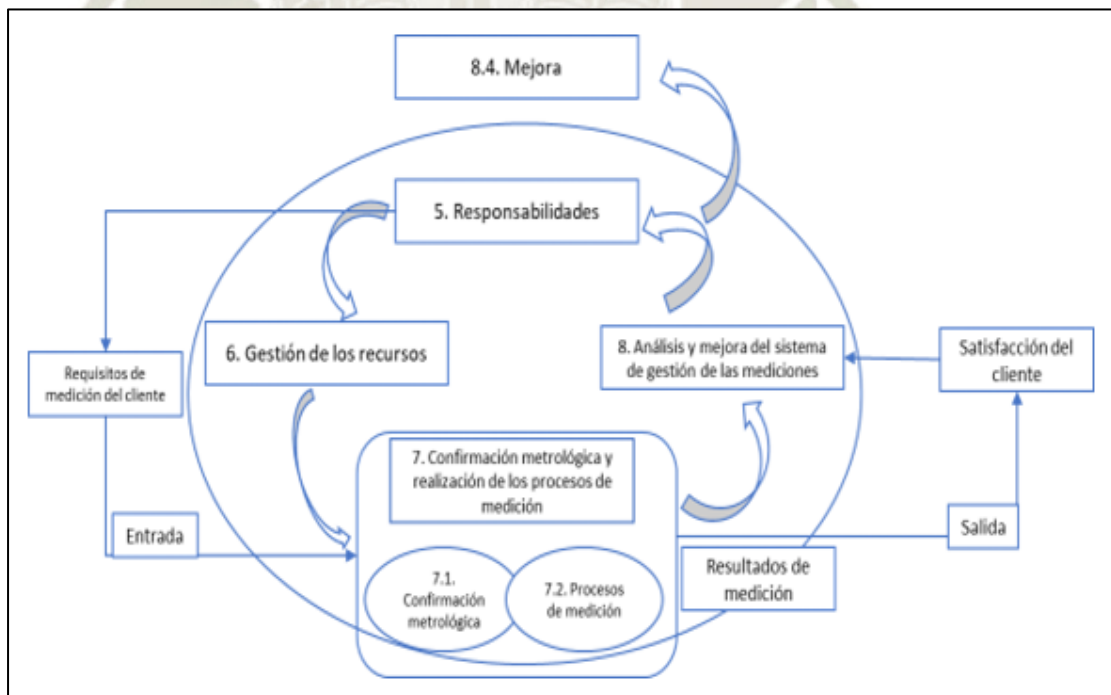 8.4. Mejora
5. Responsabilidades
6. Gestión de los recursos
8. Análisis y mejora del sistema
de gestión de las mediciones
Satisfacción del
cliente
Requisitos de
medición del cliente
7. Confirmación metrológica y
realización de los procesos de
medición
Entrada
Salida
7.1.
Confirmación
metrológica
7.2. Procesos
de medición
Resultados de
medición